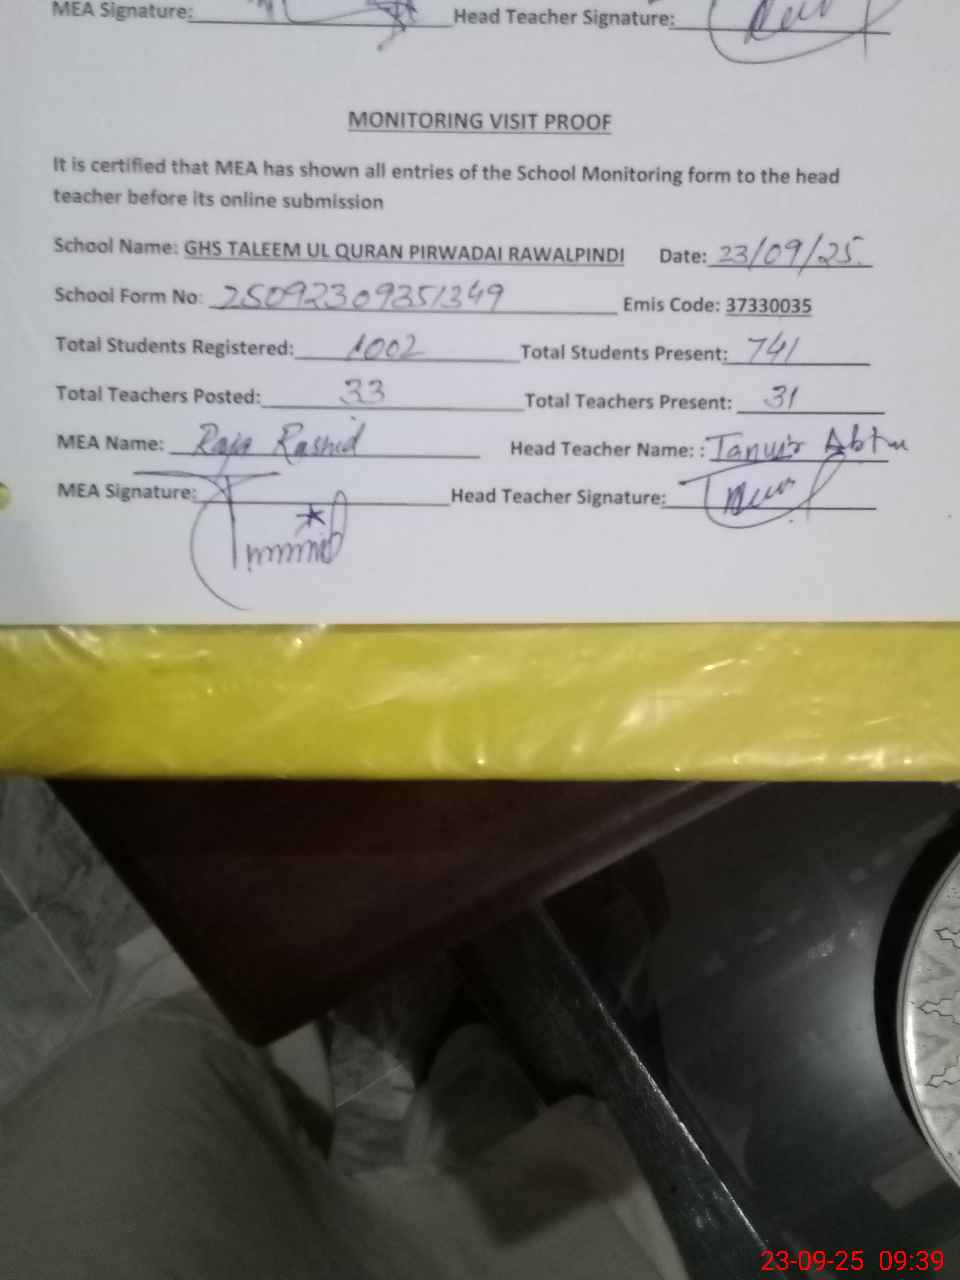 MEA Signature: Head Teacher Signature:
MONITORING VISIT PROOF
It is certified that MEA has shown all entries of the School Monitoring form to the head
teacher before its online submission
School Name: GHS TALEEM UL QURAN PIRWADAI RAWALPINDI Date: 23/09/25.
School Form No: 25092309351349 Emis Code: 37330035
Total Students Registered: 1002 Total Students Present: 741
Total Teachers Posted: 33 Total Teachers Present: 31
MEA Name: Raja Rashid Head Teacher Name: : Tanvir
MEA Signature: Head Teacher Signature:
23-09-25 09:39